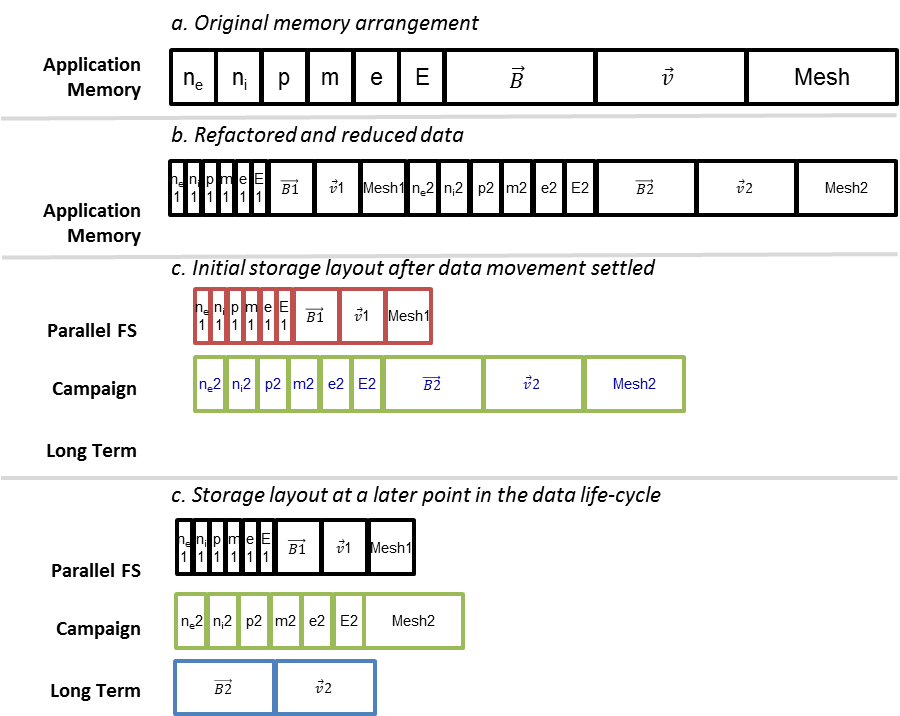 a. Original memory arrangement
Application
Memory
nₑ nᵢ p m e E B⃗ v⃗ Mesh
b. Refactored and reduced data
Application
Memory
nₑ1 nᵢ1 p1 m1 e1 E1 B⃗1 v⃗1 Mesh1 nₑ2 nᵢ2 p2 m2 e2 E2 B⃗2 v⃗2 Mesh2
c. Initial storage layout after data movement settled
Parallel FS
nₑ1 nᵢ1 p1 m1 e1 E1 B⃗1 v⃗1 Mesh1
Campaign
nₑ2 nᵢ2 p2 m2 e2 E2 B⃗2 v⃗2 Mesh2
Long Term
c. Storage layout at a later point in the data life-cycle
Parallel FS
nₑ1 nᵢ1 p1 m1 e1 E1 B⃗1 v⃗1 Mesh1
Campaign
nₑ2 nᵢ2 p2 m2 e2 E2 Mesh2
Long Term
B⃗2 v⃗2